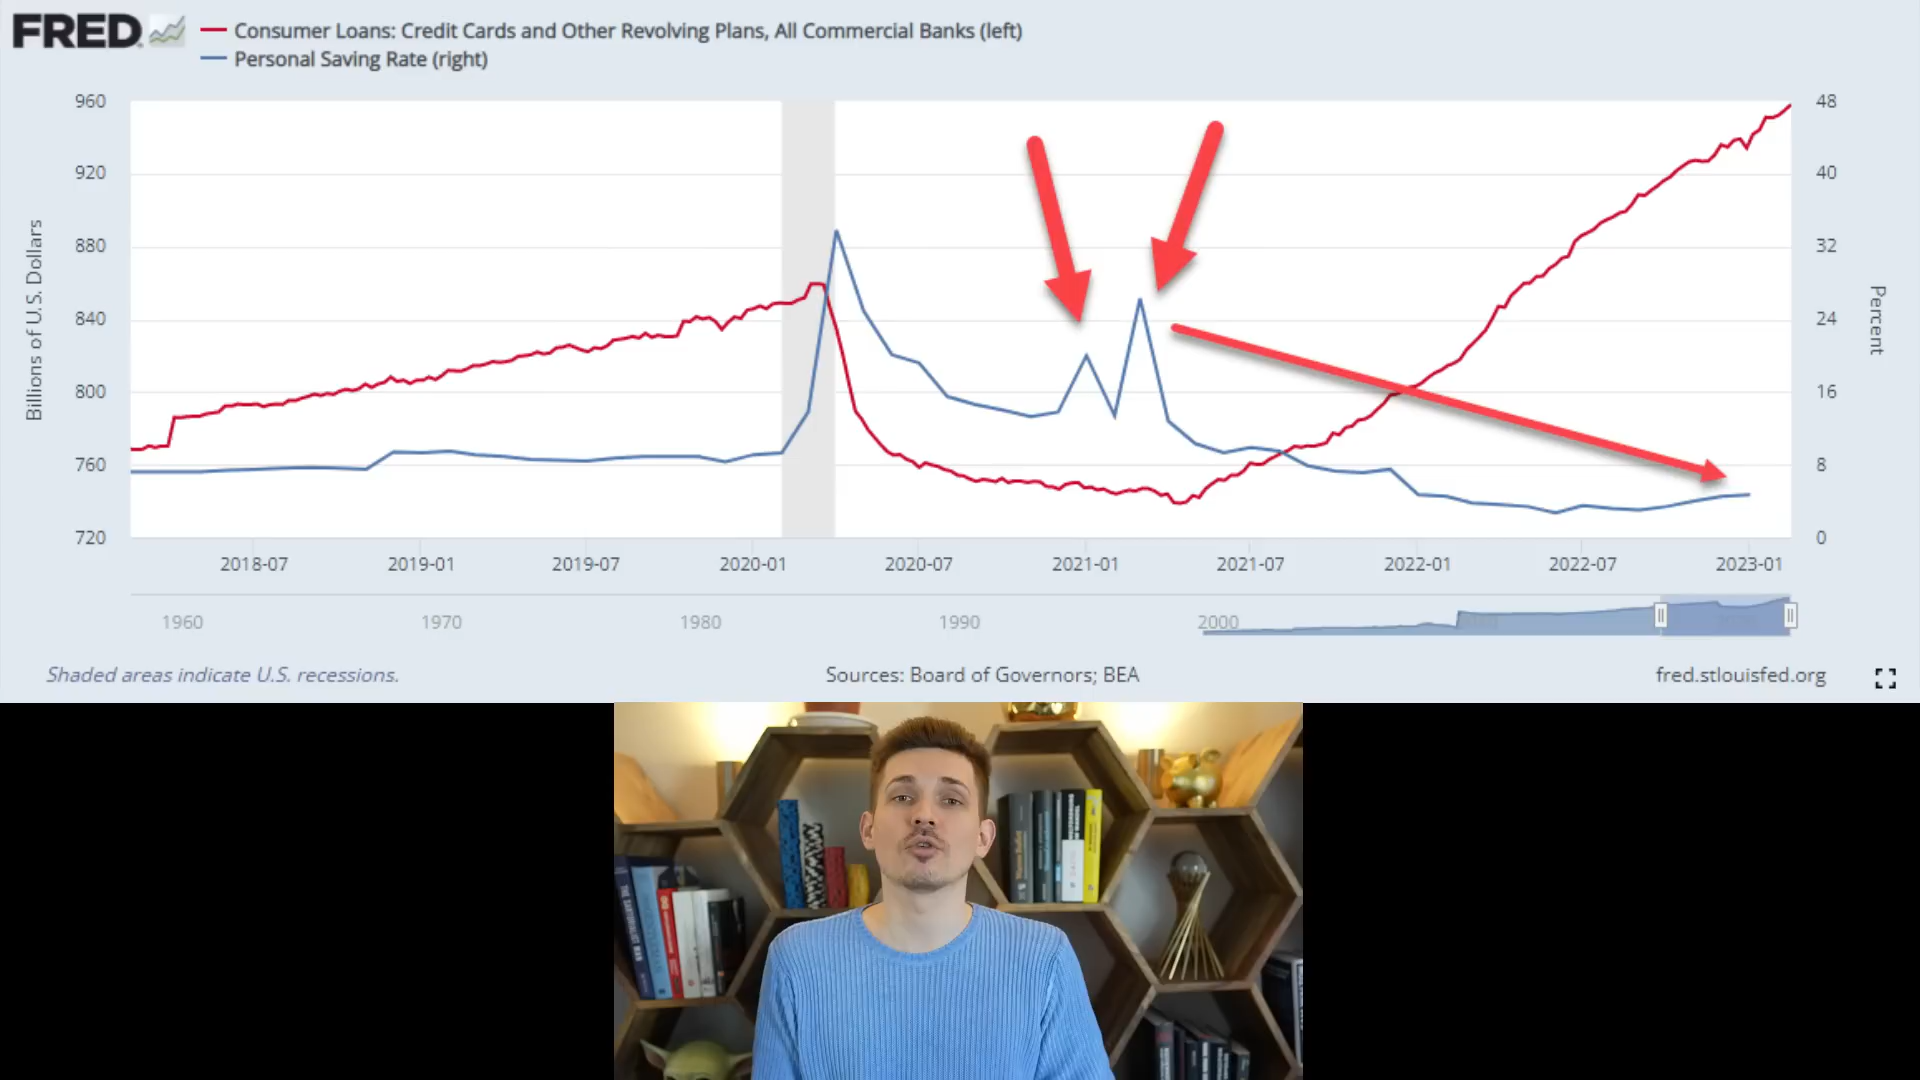 FRED
Consumer Loans: Credit Cards and Other Revolving Plans, All Commercial Banks (left)
Personal Saving Rate (right)
960
920
880
840
800
760
720
Billions of U.S. Dollars
48
40
32
24
16
8
0
Percent
2018-07 2019-01 2019-07 2020-01 2020-07 2021-01 2021-07 2022-01 2022-07 2023-01
1960 1970 1980 1990 2000
Shaded areas indicate U.S. recessions. Sources: Board of Governors; BEA fred.stlouisfed.org